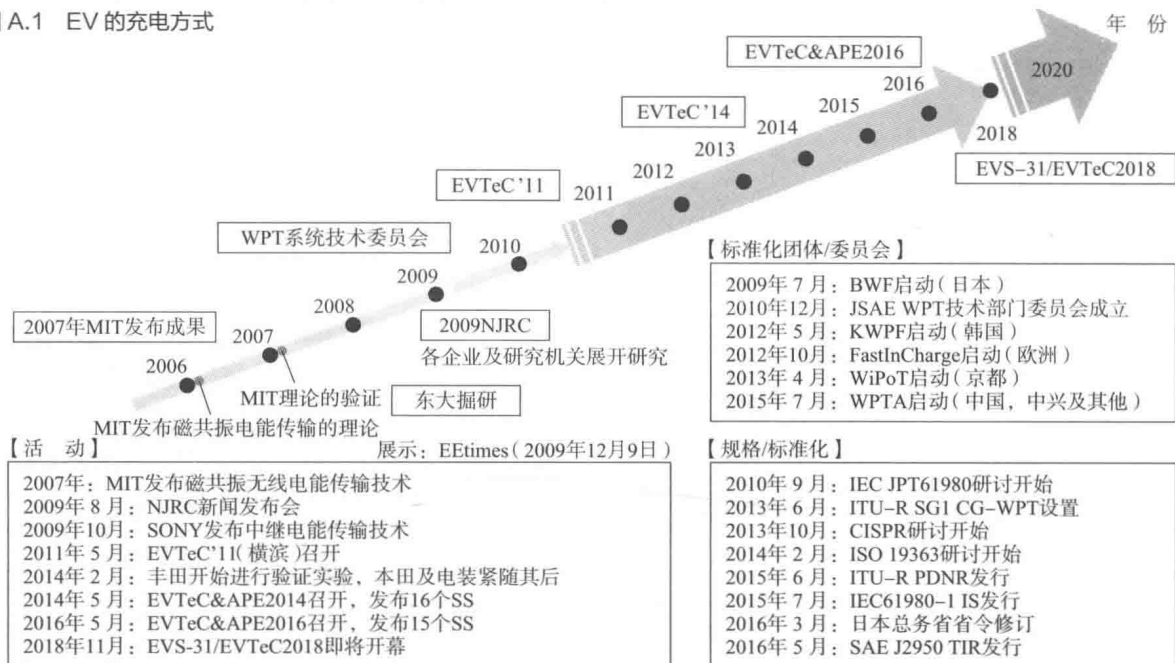 A.1 EV 的充电方式
年 份
2020
EVTeC&APE2016
2016
2018
EVTeC '14
2015
2014
2013
EVS-31/EVTeC2018
EVTeC '11
2012
2011
WPT系统技术委员会
2010
2009
2008
2009NJRC
各企业及研究机关展开研究
2007年MIT发布成果
2007
2006
MIT理论的验证
东大掘研
MIT发布磁共振电能传输的理论
【活 动】
展示：EEtimes（2009年12月9日）
2007年：MIT发布磁共振无线电能传输技术
2009年 8 月：NJRC新闻发布会
2009年10月：SONY发布中继电能传输技术
2011年 5 月：EVTeC'11（横滨）召开
2014年 2 月：丰田开始进行验证实验，本田及电装紧随其后
2014年 5 月：EVTeC&APE2014召开，发布16个SS
2016年 5 月：EVTeC&APE2016召开，发布15个SS
2018年11月：EVS-31/EVTeC2018即将开幕
【标准化团体/委员会】
2009年 7 月：BWF启动（日本）
2010年12月：JSAE WPT技术部门委员会成立
2012年 5 月：KWPF启动（韩国）
2012年10月：FastInCharge启动（欧洲）
2013年 4 月：WiPoT启动（京都）
2015年 7 月：WPTA启动（中国，中兴及其他）
【规格/标准化】
2010年 9 月：IEC JPT61980研讨开始
2013年 6 月：ITU-R SG1 CG-WPT设置
2013年10月：CISPR研讨开始
2014年 2 月：ISO 19363研讨开始
2015年 6 月：ITU-R PDNR发行
2015年 7 月：IEC61980-1 IS发行
2016年 3 月：日本总务省省令修订
2016年 5 月：SAE J2950 TIR发行